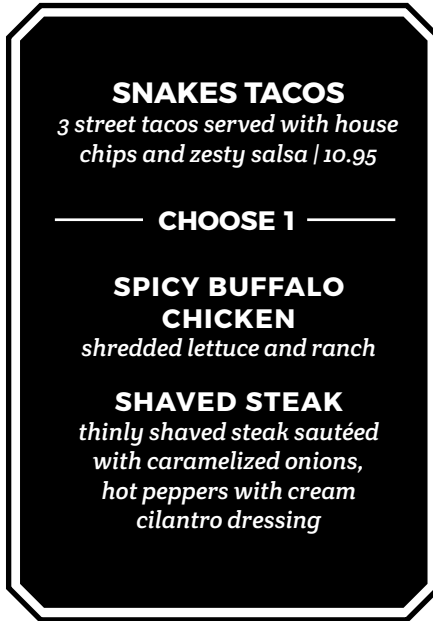 SNAKES TACOS
3 street tacos served with house
chips and zesty salsa | 10.95
CHOOSE 1
SPICY BUFFALO
CHICKEN
shredded lettuce and ranch
SHAVED STEAK
thinly shaved steak sautéed
with caramelized onions,
hot peppers with cream
cilantro dressing